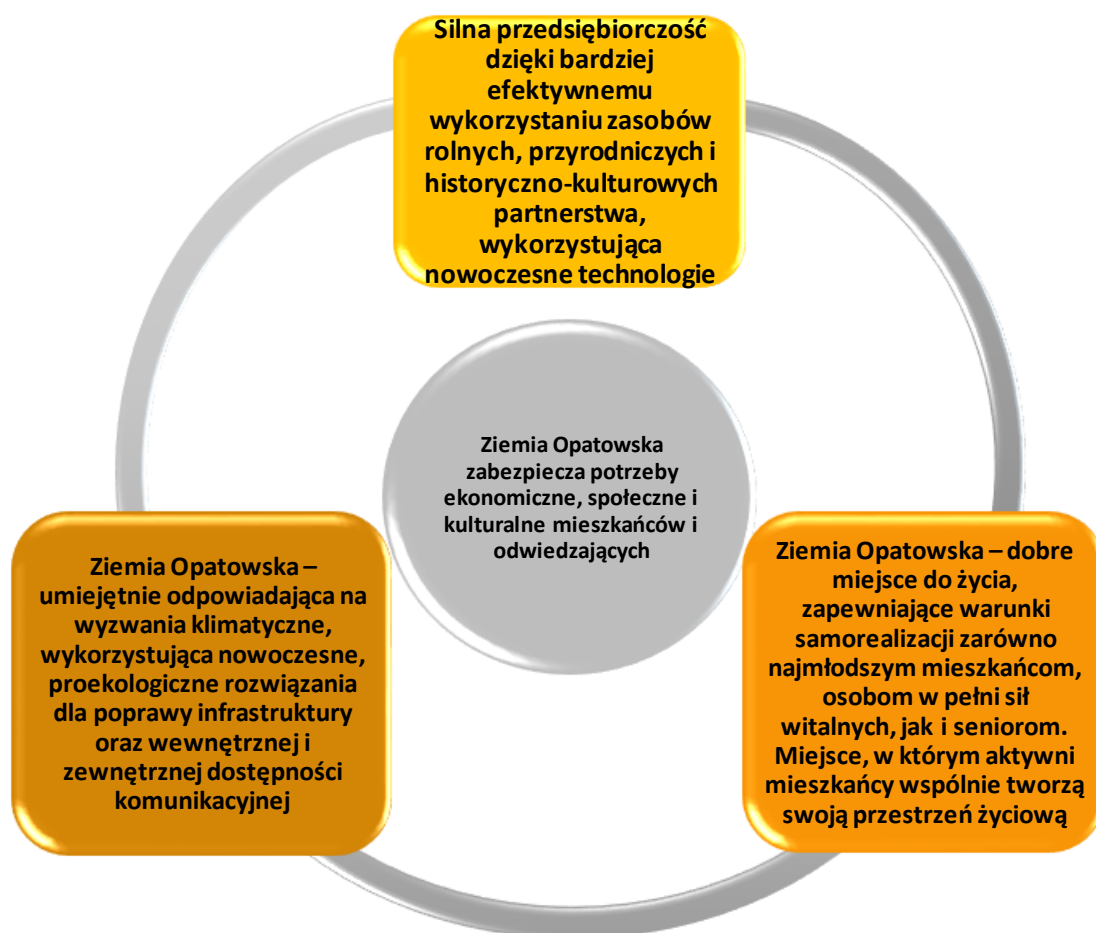 Silna przedsiębiorczość
dzięki bardziej
efektywnemu
wykorzystaniu zasobów
rolnych, przyrodniczych i
historyczno-kulturowych
partnerstwa,
wykorzystująca
nowoczesne technologie
Ziemia Opatowska
zabezpiecza potrzeby
ekonomiczne, społeczne i
kulturalne mieszkańców i
odwiedzających
Ziemia Opatowska –
umiejętnie odpowiadająca na
wyzwania klimatyczne,
wykorzystująca nowoczesne,
proekologiczne rozwiązania
dla poprawy infrastruktury
oraz wewnętrznej i
zewnętrznej dostępności
komunikacyjnej
Ziemia Opatowska – dobre
miejsce do życia,
zapewniające warunki
samorealizacji zarówno
najmłodszym mieszkańcom,
osobom w pełni sił
witalnych, jak i seniorom.
Miejsce, w którym aktywni
mieszkańcy wspólnie tworzą
swoją przestrzeń życiową